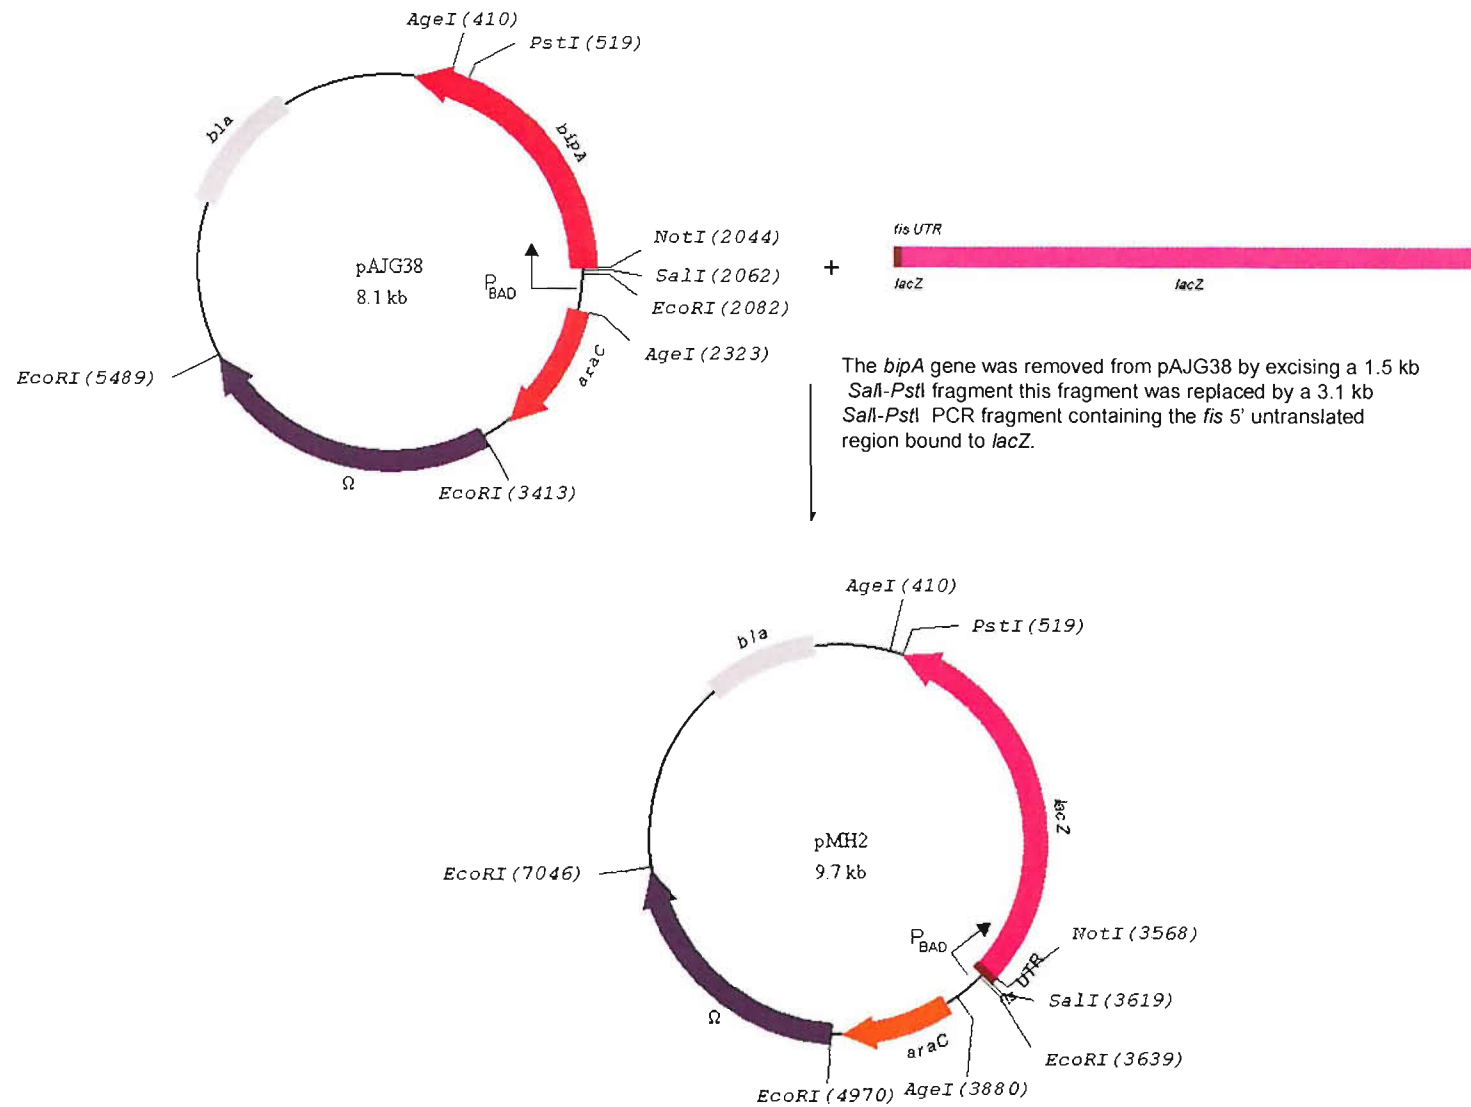 AgeI(410)
PstI(519)
bla
bipA
NotI(2044)
pAJG38
8.1 kb
PBAD
SalI(2062)
EcoRI(2082)
AgeI(2323)
araC
EcoRI(5489)
Ω
EcoRI(3413)
fis UTR
+
lacZ
lacZ
The bipA gene was removed from pAJG38 by excising a 1.5 kb
SalI-PstI fragment this fragment was replaced by a 3.1 kb
SalI-PstI PCR fragment containing the fis 5' untranslated
region bound to lacZ.
AgeI(410)
PstI(519)
bla
lacZ
pMH2
9.7 kb
EcoRI(7046)
PBAD
NotI(3568)
fis UTR
SalI(3619)
Ω
araC
EcoRI(3639)
EcoRI(4970)
AgeI(3880)